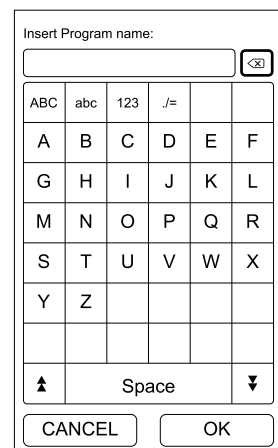 Insert Program name:
ABC abc 123 ./=
A B C D E F
G H I J K L
M N O P Q R
S T U V W X
Y Z
Space
CANCEL OK